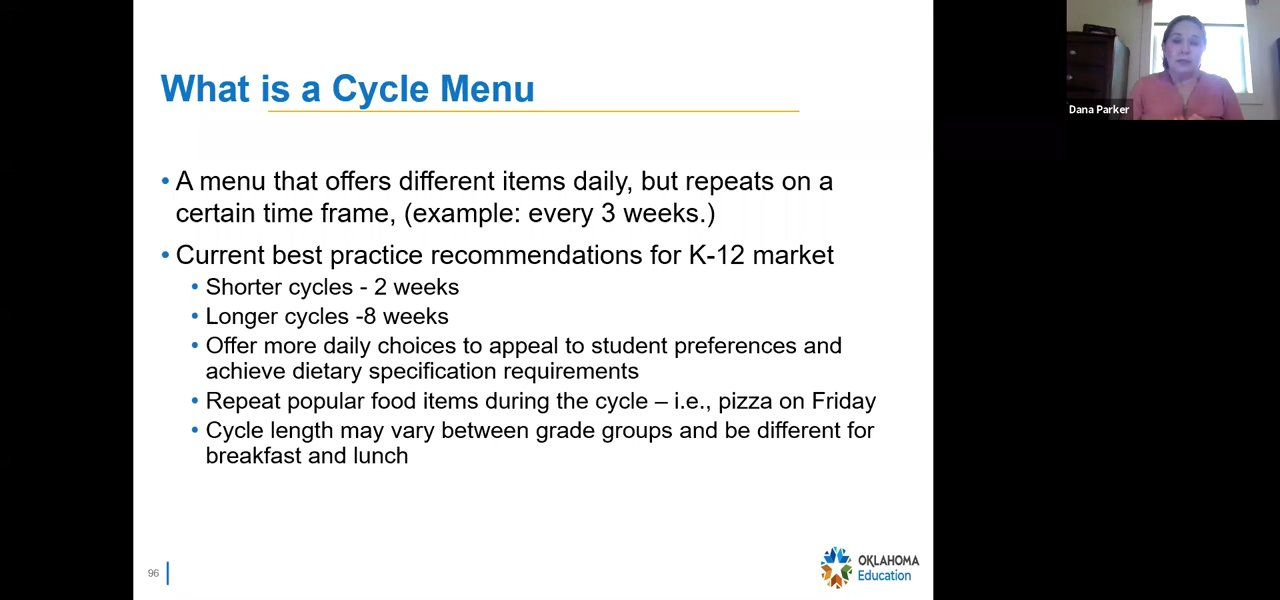 What is a Cycle Menu
• A menu that offers different items daily, but repeats on a
certain time frame, (example: every 3 weeks.)
• Current best practice recommendations for K-12 market
• Shorter cycles - 2 weeks
• Longer cycles -8 weeks
• Offer more daily choices to appeal to student preferences and
achieve dietary specification requirements
• Repeat popular food items during the cycle – i.e., pizza on Friday
• Cycle length may vary between grade groups and be different for
breakfast and lunch
96
OKLAHOMA
Education
Dana Parker